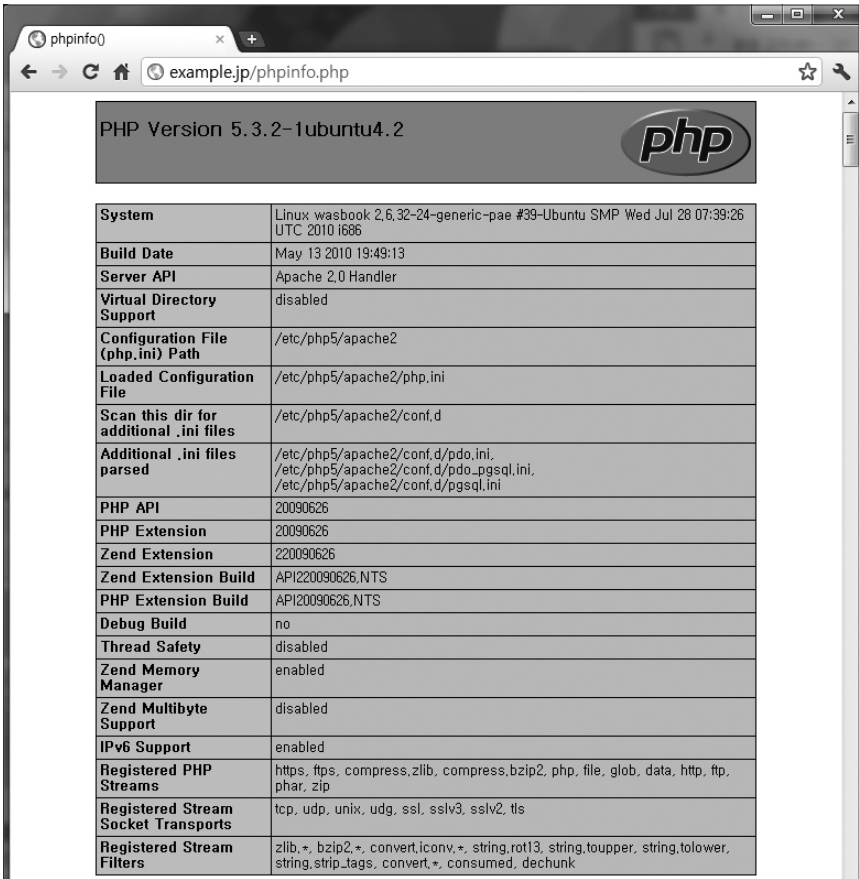 phpinfo()
example.jp/phpinfo.php
PHP Version 5.3.2-1ubuntu4.2
php
System
Linux wasbook 2.6.32-24-generic-pae #39-Ubuntu SMP Wed Jul 28 07:39:26
UTC 2010 i686
Build Date
May 13 2010 19:49:13
Server API
Apache 2.0 Handler
Virtual Directory
Support
disabled
Configuration File
(php.ini) Path
/etc/php5/apache2
Loaded Configuration
File
/etc/php5/apache2/php.ini
Scan this dir for
additional .ini files
/etc/php5/apache2/conf.d
Additional .ini files
parsed
/etc/php5/apache2/conf.d/pdo.ini,
/etc/php5/apache2/conf.d/pdo_pgsql.ini,
/etc/php5/apache2/conf.d/pgsql.ini
PHP API
20090626
PHP Extension
20090626
Zend Extension
220090626
Zend Extension Build
API220090626,NTS
PHP Extension Build
API20090626,NTS
Debug Build
no
Thread Safety
disabled
Zend Memory
Manager
enabled
Zend Multibyte
Support
disabled
IPv6 Support
enabled
Registered PHP
Streams
https, ftps, compress.zlib, compress.bzip2, php, file, glob, data, http, ftp,
phar, zip
Registered Stream
Socket Transports
tcp, udp, unix, udg, ssl, sslv3, sslv2, tls
Registered Stream
Filters
zlib.*, bzip2.*, convert.iconv.*, string.rot13, string.toupper, string.tolower,
string.strip_tags, convert.*, consumed, dechunk